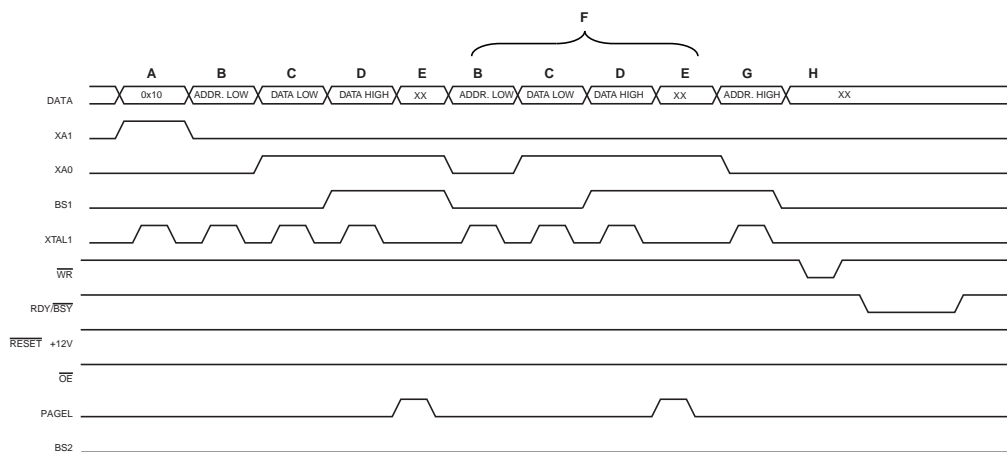 F
A B C D E B C D E G H
DATA 0x10 ADDR. LOW DATA LOW DATA HIGH XX ADDR. LOW DATA LOW DATA HIGH XX ADDR. HIGH XX
XA1
XA0
BS1
XTAL1
WR
RDY/BSY
RESET +12V
OE
PAGEL
BS2